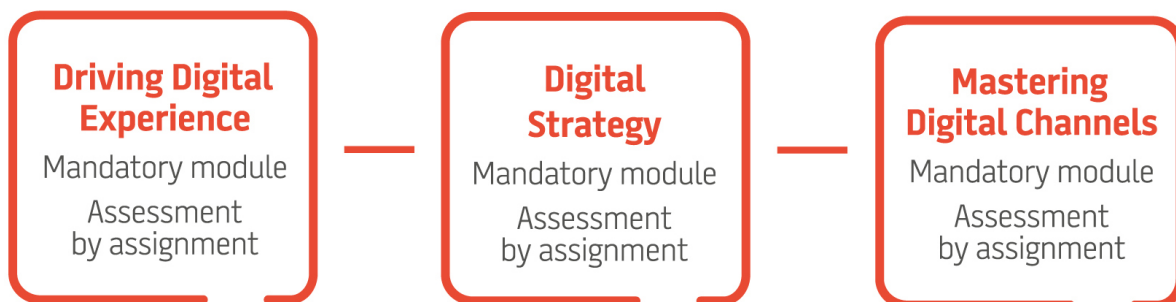 Driving Digital
Experience
Mandatory module
Assessment
by assignment
Digital
Strategy
Mandatory module
Assessment
by assignment
Mastering
Digital Channels
Mandatory module
Assessment
by assignment